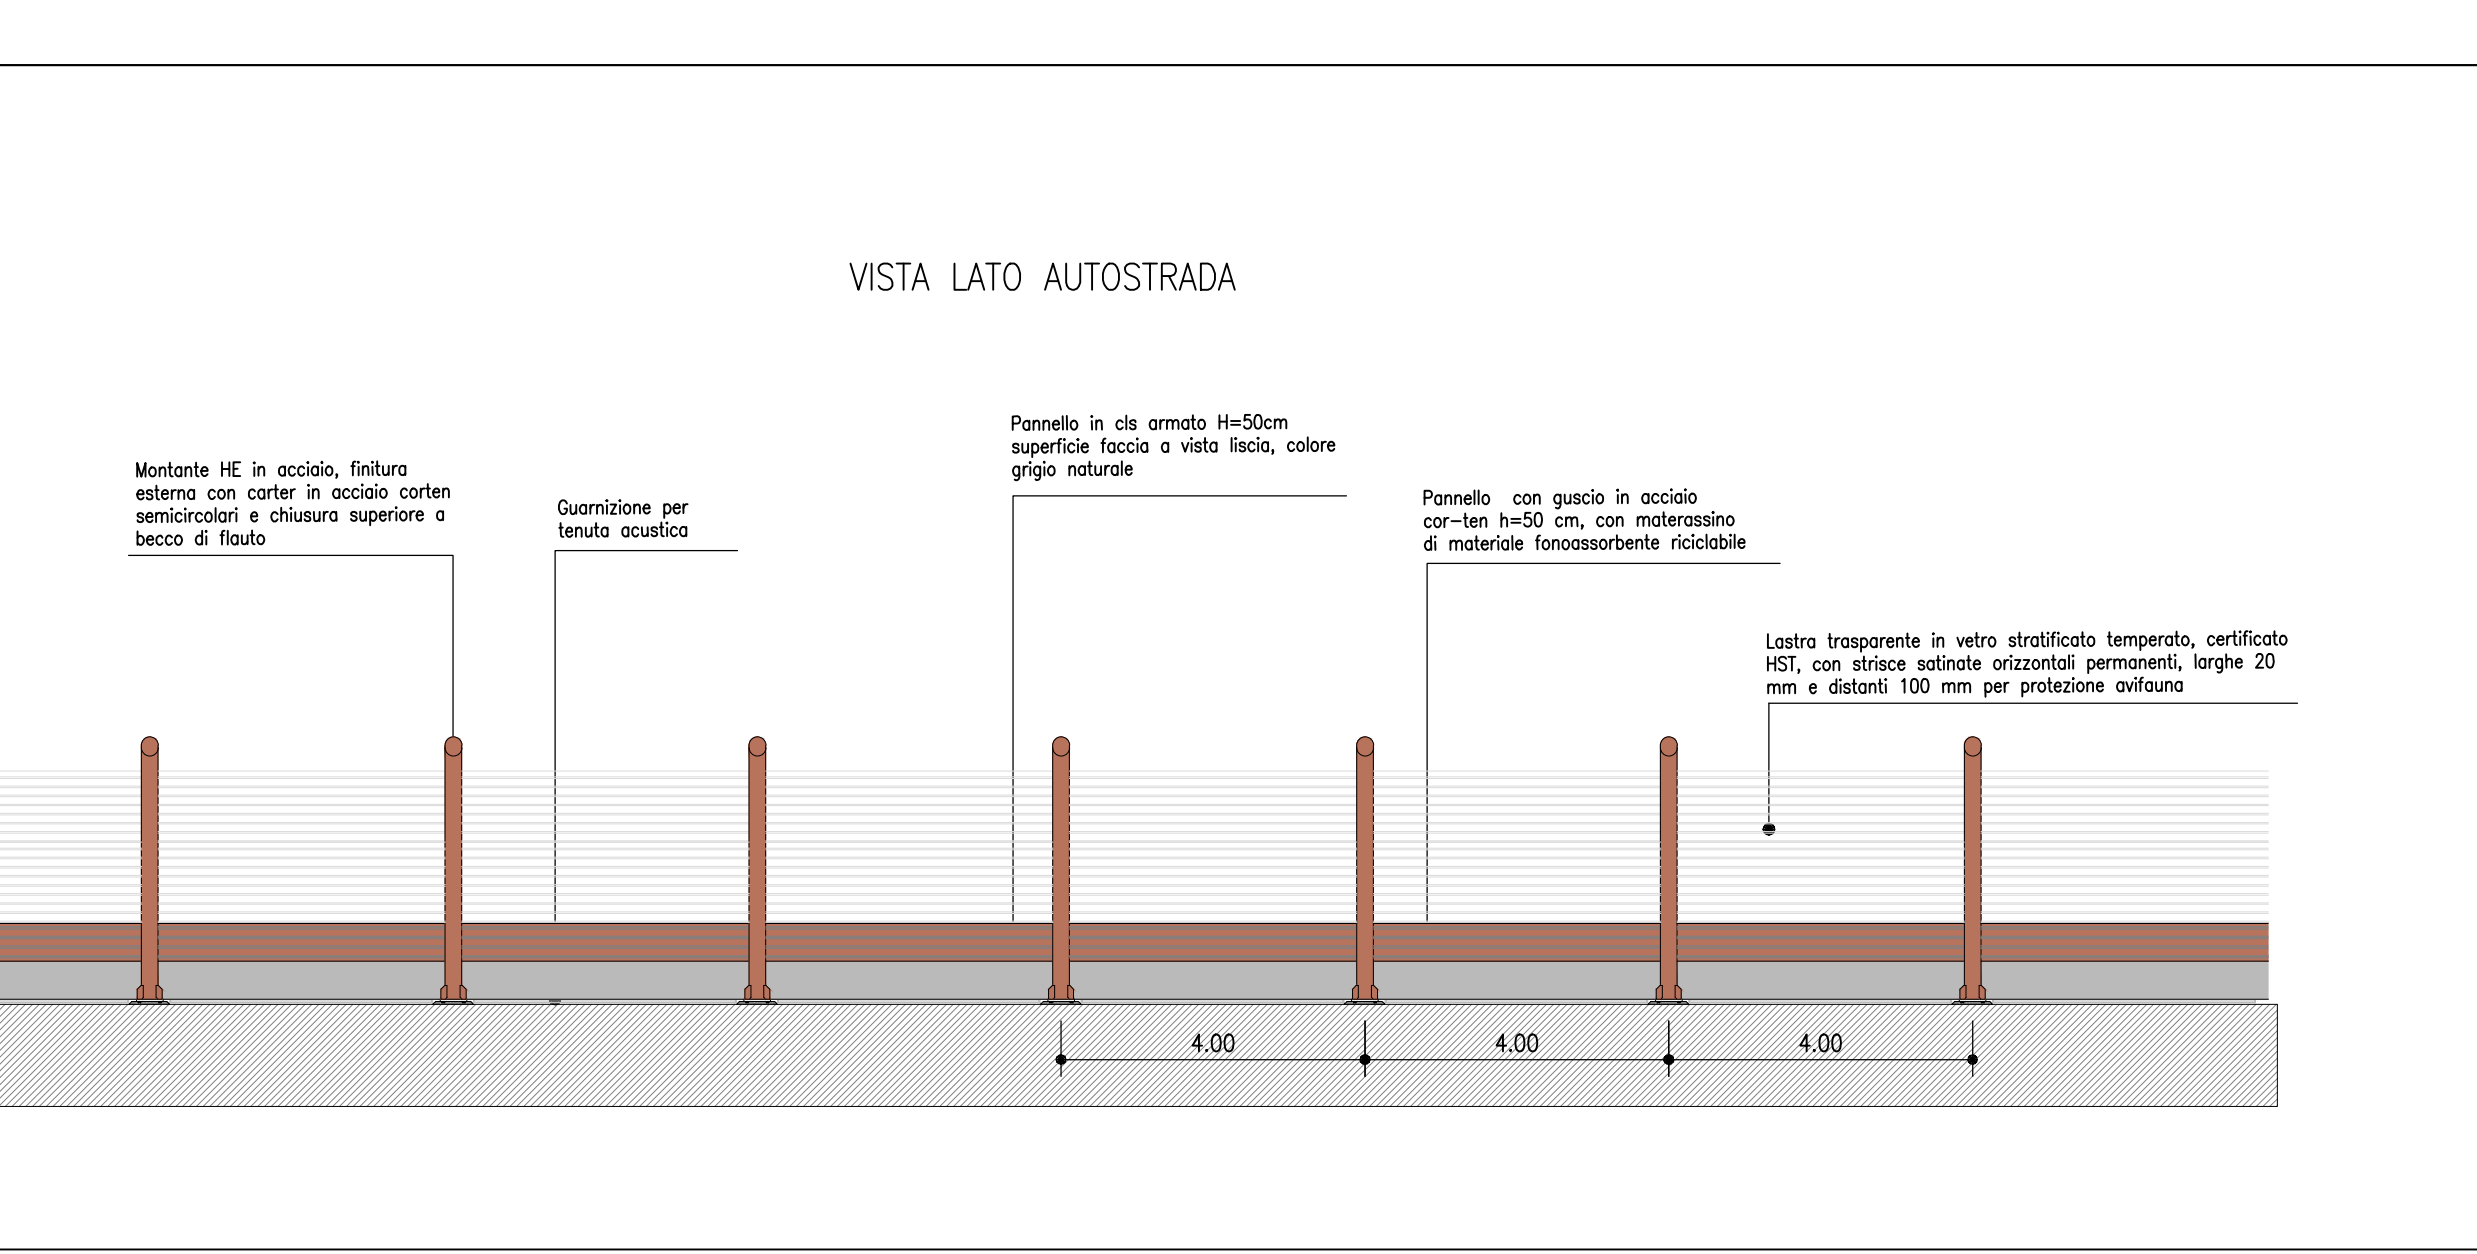 VISTA LATO AUTOSTRADA
Pannello in cls armato H=50cm
superficie faccia a vista liscia, colore
grigio naturale
Montante HE in acciaio, finitura
esterna con carter in acciaio corten
semicircolari e chiusura superiore a
becco di flauto
Guarnizione per
tenuta acustica
Pannello con guscio in acciaio
cor-ten h=50 cm, con materassino
di materiale fonoassorbente riciclabile
Lastra trasparente in vetro stratificato temperato, certificato
HST, con strisce satinate orizzontali permanenti, larghe 20
mm e distanti 100 mm per protezione avifauna
4.00 4.00 4.00